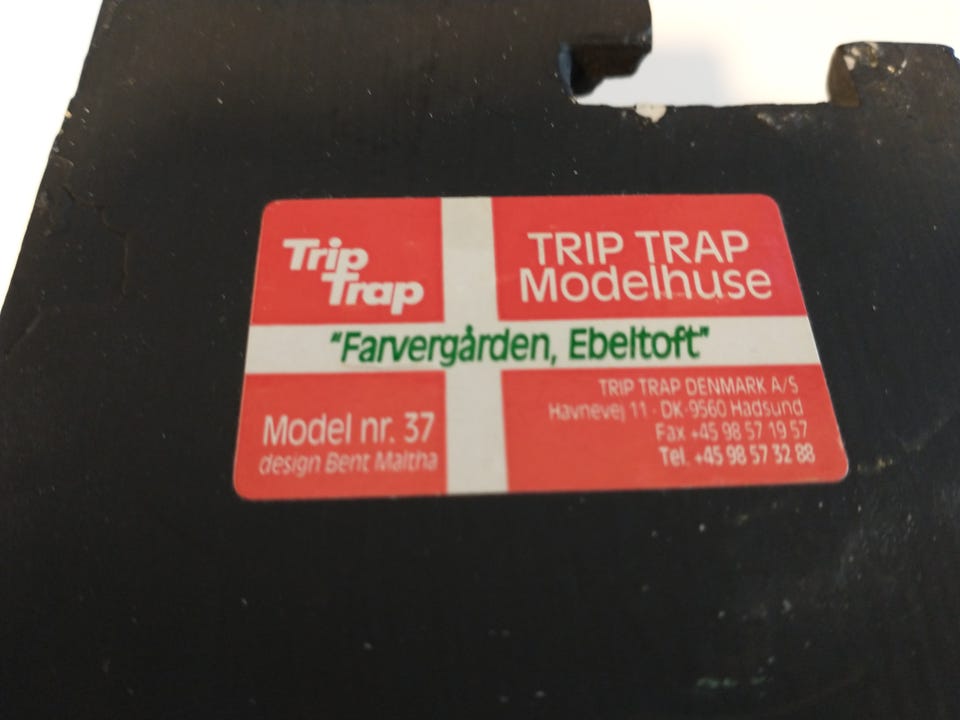 Trip
Trap
TRIP TRAP
Modelhuse
"Farvergården, Ebeltoft"
Model nr. 37
design Bent Maltha
TRIP TRAP DENMARK A/S
Havnevej 11 · DK-9560 Hadsund
Fax +45 98 57 19 57
Tel. +45 98 57 32 88